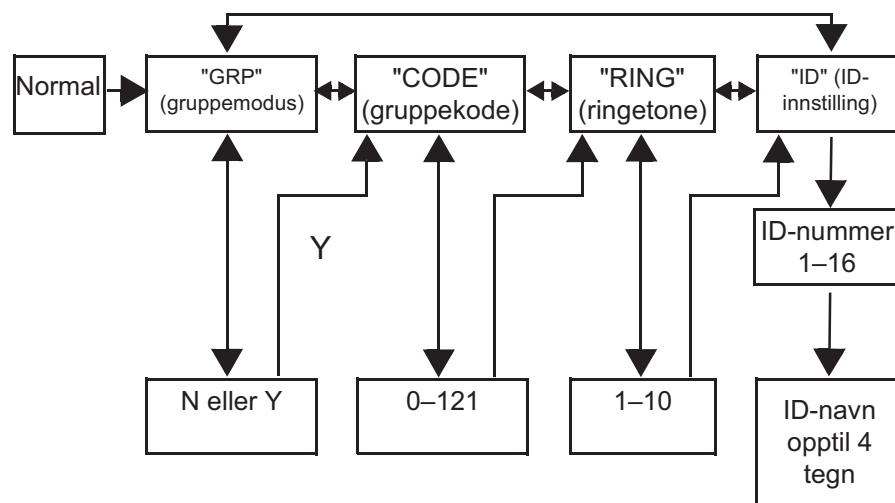 Normal
"GRP"
(gruppemodus)
"CODE"
(gruppekode)
"RING"
(ringetone)
"ID" (ID-
innstilling)
Y
ID-nummer
1–16
N eller Y
0–121
1–10
ID-navn
opptil 4
tegn